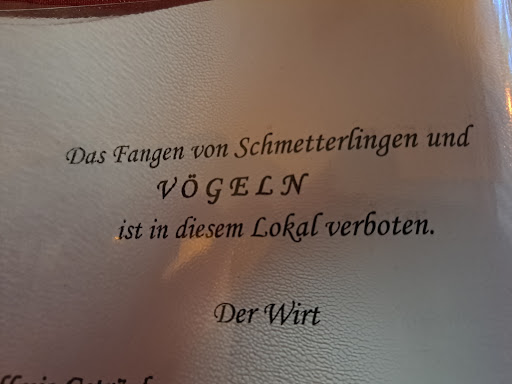 Das Fangen von Schmetterlingen und
VÖGELN
ist in diesem Lokal verboten.
Der Wirt